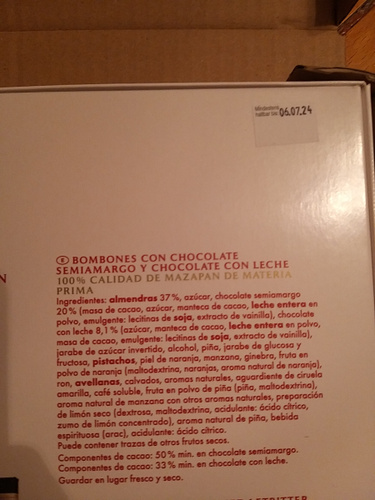 Mindestens
haltbar bis: 06.07.24
E BOMBONES CON CHOCOLATE
SEMIAMARGO Y CHOCOLATE CON LECHE
100% CALIDAD DE MAZAPAN DE MATERIA
PRIMA
Ingredientes: almendras 37%, azúcar, chocolate semiamargo
20% (masa de cacao, azúcar, manteca de cacao, leche entera en
polvo, emulgente: lecitinas de soja, extracto de vainilla), chocolate
con leche 8,1% (azúcar, manteca de cacao, leche entera en polvo,
masa de cacao, emulgente: lecitinas de soja, extracto de vainilla),
jarabe de azúcar invertido, alcohol, piña, jarabe de glucosa y
fructosa, pistachos, piel de naranja, manzana, ginebra, fruta en
polvo de naranja (maltodextrina, naranjas, aroma natural de naranja),
ron, avellanas, calvados, aromas naturales, aguardiente de ciruela
amarilla, café soluble, fruta en polvo de piña (piña, maltodextrina),
aroma natural de manzana con otros aromas naturales, preparación
de limón seco (dextrosa, maltodextrina, acidulante: ácido cítrico,
zumo de limón concentrado), aroma natural de piña, bebida
espirituosa (arac), acidulante: ácido cítrico.
Puede contener trazas de otros frutos secos.
Componentes de cacao: 50% min. en chocolate semiamargo.
Componentes de cacao: 33% min. en chocolate con leche.
Guardar en lugar fresco y seco.